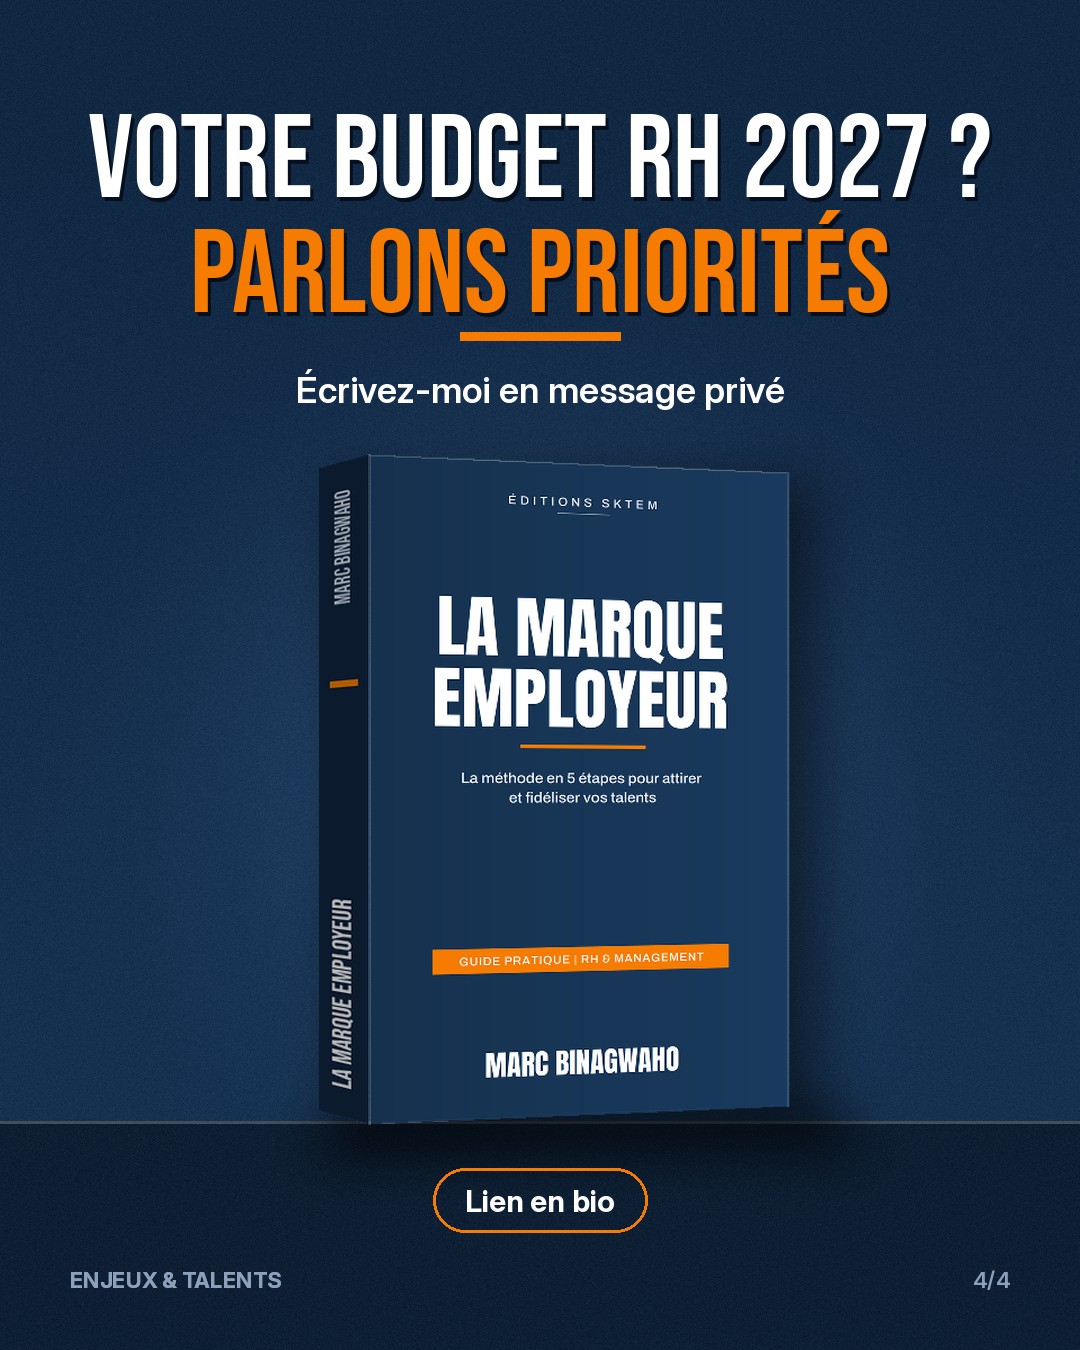 VOTRE BUDGET RH 2027 ?
PARLONS PRIORITÉS
Écrivez-moi en message privé
MARC BINAGWAHO
LA MARQUE EMPLOYEUR
ÉDITIONS SKTEM
LA MARQUE
EMPLOYEUR
La méthode en 5 étapes pour attirer
et fidéliser vos talents
GUIDE PRATIQUE | RH & MANAGEMENT
MARC BINAGWAHO
Lien en bio
ENJEUX & TALENTS
4/4